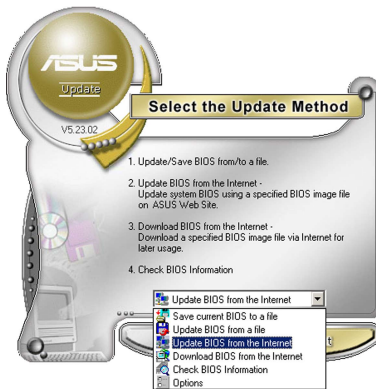 ASUS
Update
V5.23.02
Select the Update Method
1. Update/Save BIOS from/to a file.
2. Update BIOS from the Internet -
Update system BIOS using a specified BIOS image file
on ASUS Web Site.
3. Download BIOS from the Internet -
Download a specified BIOS image file via Internet for
later usage.
4. Check BIOS Information
Update BIOS from the Internet
Save current BIOS to a file
Update BIOS from a file
Update BIOS from the Internet
Download BIOS from the Internet
Check BIOS Information
Options